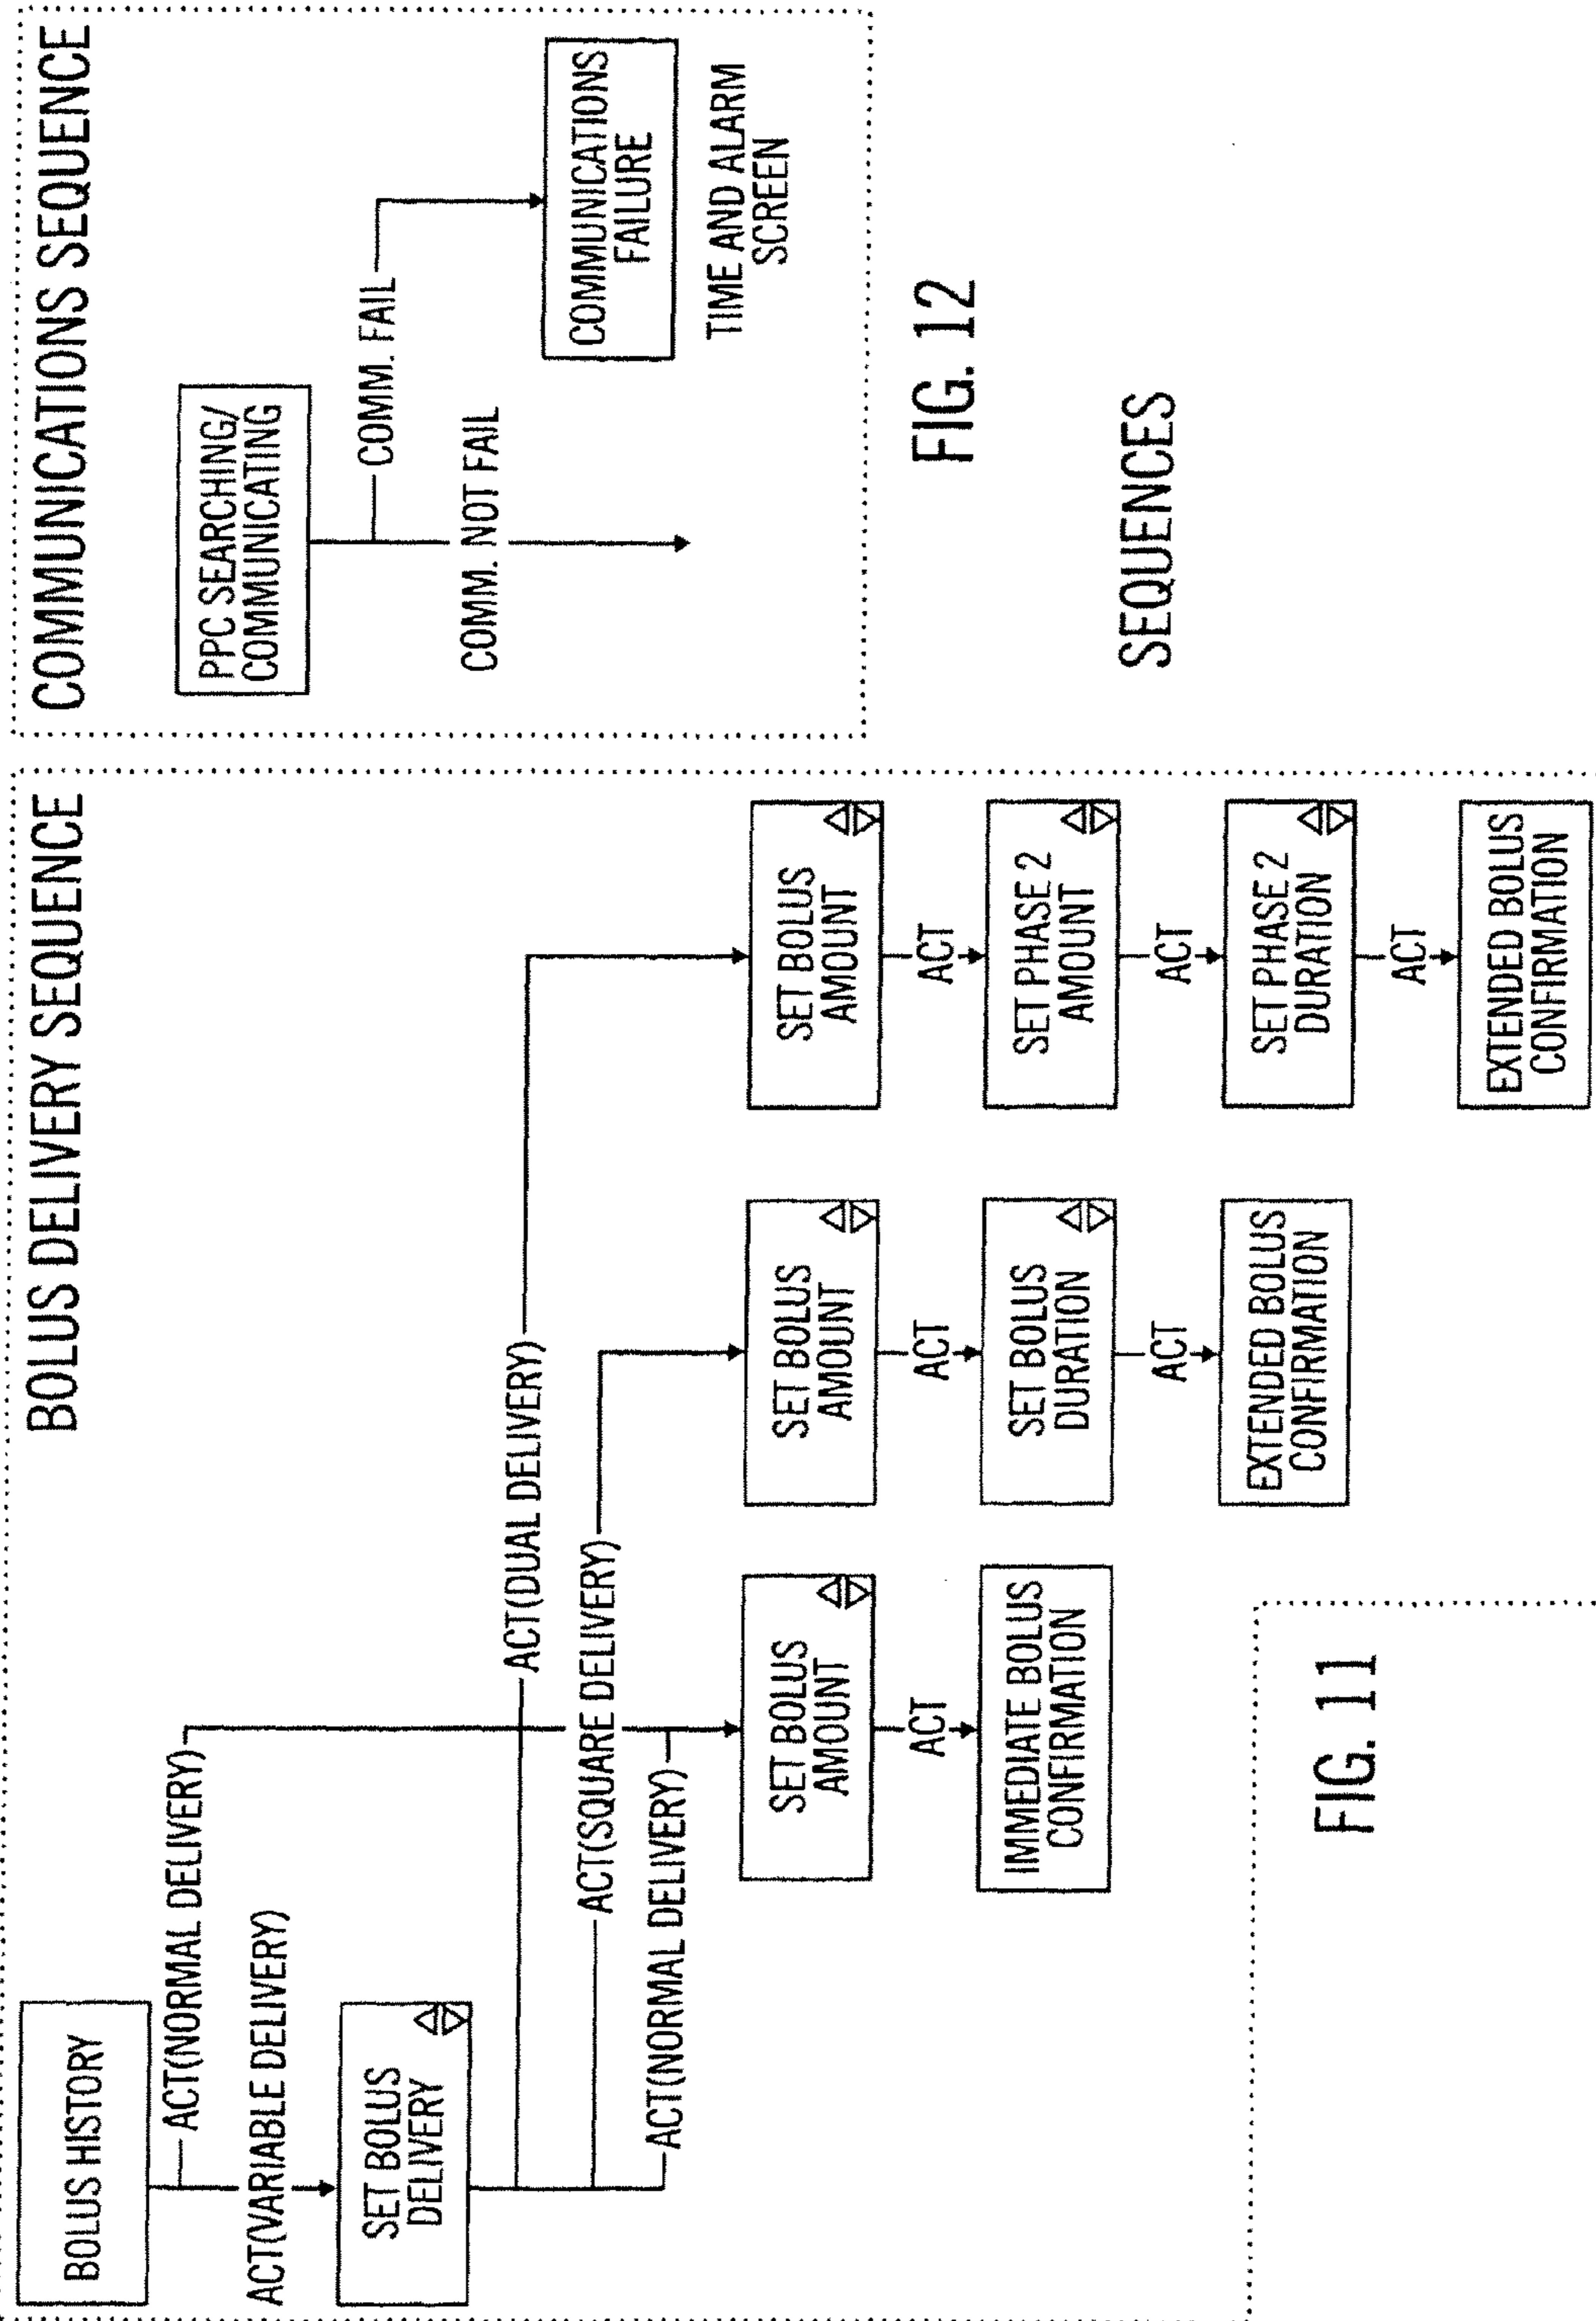 BOLUS DELIVERY SEQUENCE
BOLUS HISTORY
ACT(NORMAL DELIVERY)
ACT(VARIABLE DELIVERY)
SET BOLUS
DELIVERY
ACT(DUAL DELIVERY)
ACT(SQUARE DELIVERY)
ACT(NORMAL DELIVERY)
SET BOLUS
AMOUNT
ACT
IMMEDIATE BOLUS
CONFIRMATION
SET BOLUS
AMOUNT
ACT
SET BOLUS
DURATION
ACT
EXTENDED BOLUS
CONFIRMATION
SET BOLUS
AMOUNT
ACT
SET PHASE 2
AMOUNT
ACT
SET PHASE 2
DURATION
ACT
EXTENDED BOLUS
CONFIRMATION
FIG. 11
COMMUNICATIONS SEQUENCE
PPC SEARCHING/
COMMUNICATING
COMM. FAIL
COMM. NOT FAIL
COMMUNICATIONS
FAILURE
TIME AND ALARM
SCREEN
FIG. 12
SEQUENCES